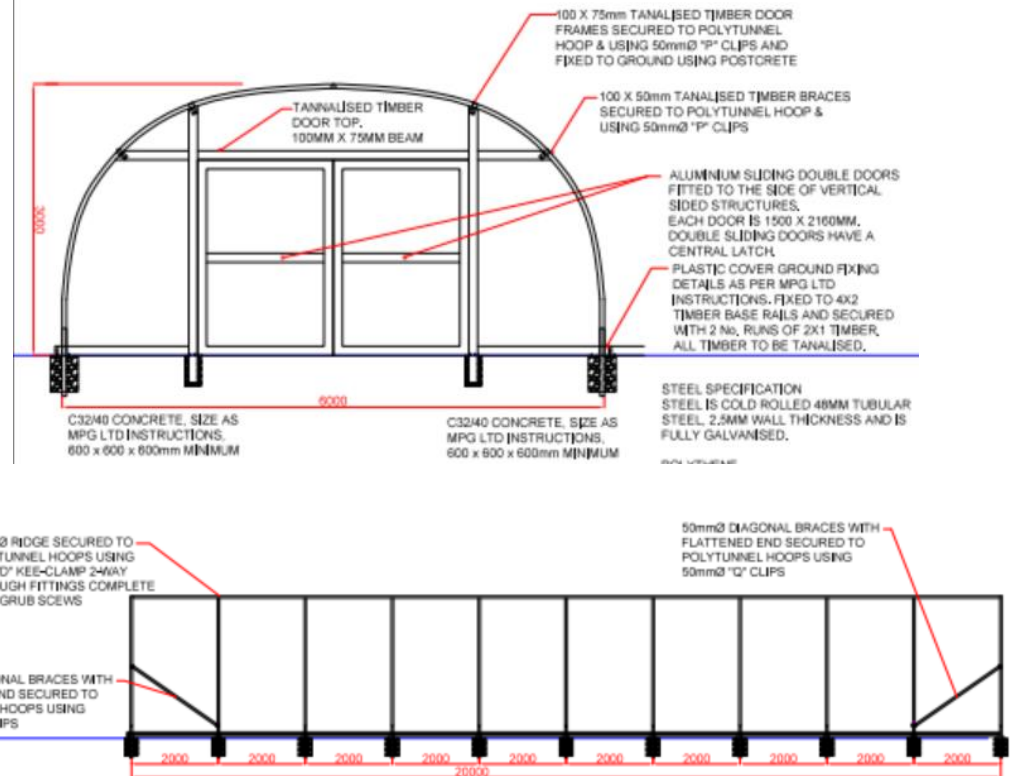 100 X 75mm TANALISED TIMBER DOOR
FRAMES SECURED TO POLYTUNNEL
HOOP & USING 50mmØ "P" CLIPS AND
FIXED TO GROUND USING POSTCRETE
TANNALISED TIMBER
DOOR TOP.
100MM X 75MM BEAM
100 X 50mm TANALISED TIMBER BRACES
SECURED TO POLYTUNNEL HOOP &
USING 50mmØ "P" CLIPS
ALUMINIUM SLIDING DOUBLE DOORS
FITTED TO THE SIDE OF VERTICAL
SIDED STRUCTURES.
EACH DOOR IS 1500 X 2160MM.
DOUBLE SLIDING DOORS HAVE A
CENTRAL LATCH.
3000
PLASTIC COVER GROUND FIXING
DETAILS AS PER MPG LTD
INSTRUCTIONS. FIXED TO 4X2
TIMBER BASE RAILS AND SECURED
WITH 2 No. RUNS OF 2X1 TIMBER.
ALL TIMBER TO BE TANALISED.
6000
C32/40 CONCRETE, SIZE AS
MPG LTD INSTRUCTIONS,
600 x 600 x 600mm MINIMUM
C32/40 CONCRETE, SIZE AS
MPG LTD INSTRUCTIONS,
600 x 600 x 600mm MINIMUM
STEEL SPECIFICATION
STEEL IS COLD ROLLED 48MM TUBULAR
STEEL, 2.5MM WALL THICKNESS AND IS
FULLY GALVANISED.
Ø RIDGE SECURED TO
TUNNEL HOOPS USING
D" KEE-CLAMP 2-WAY
UGH FITTINGS COMPLETE
GRUB SCEWS
50mmØ DIAGONAL BRACES WITH
FLATTENED END SECURED TO
POLYTUNNEL HOOPS USING
50mmØ "Q" CLIPS
NAL BRACES WITH
ND SECURED TO
HOOPS USING
IPS
2000 2000 2000 2000 2000 2000 2000 2000 2000 2000
20000